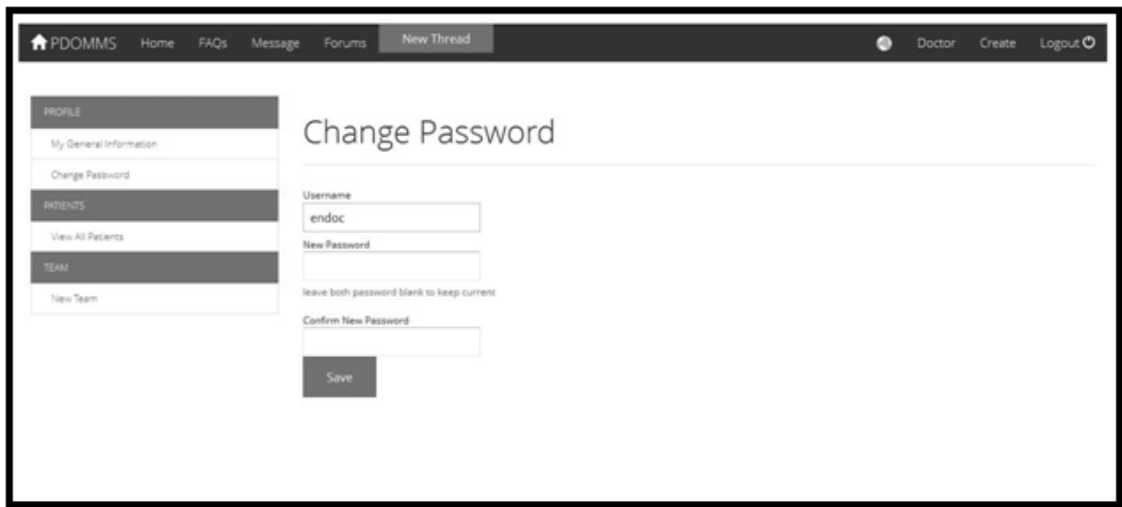 PDOMMS Home FAQs Message Forums New Thread Doctor Create Logout
PROFILE
My General Information
Change Password
PATIENTS
View All Patients
TEAM
New Team
Change Password
Username
endoc
New Password
leave both password blank to keep current
Confirm New Password
Save